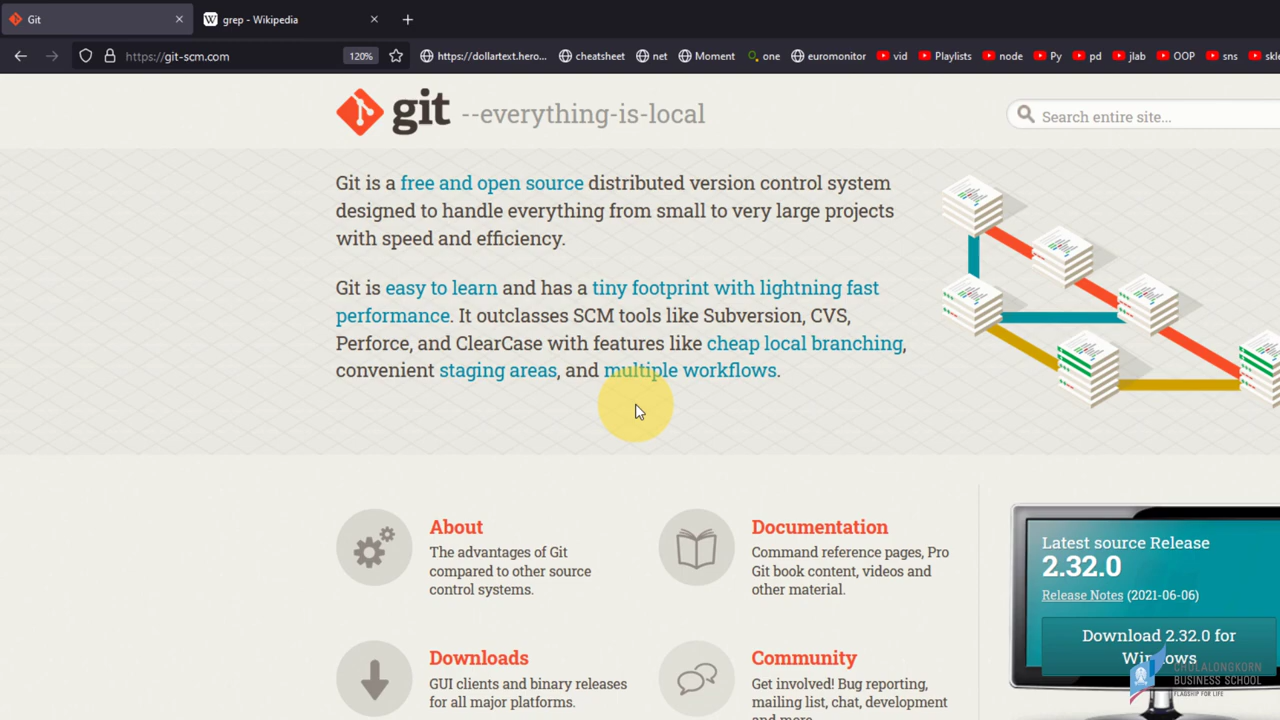 Git
grep - Wikipedia
https://git-scm.com
120%
https://dollartext.hero...
cheatsheet
net
Moment
one
euromonitor
vid
Playlists
node
Py
pd
jlab
OOP
sns
git --everything-is-local
Search entire site...
Git is a free and open source distributed version control system
designed to handle everything from small to very large projects
with speed and efficiency.
Git is easy to learn and has a tiny footprint with lightning fast
performance. It outclasses SCM tools like Subversion, CVS,
Perforce, and ClearCase with features like cheap local branching,
convenient staging areas, and multiple workflows.
About
The advantages of Git
compared to other source
control systems.
Documentation
Command reference pages, Pro
Git book content, videos and
other material.
Downloads
GUI clients and binary releases
for all major platforms.
Community
Get involved! Bug reporting,
mailing list, chat, development
and more
Latest source Release
2.32.0
Release Notes (2021-06-06)
Download 2.32.0 for
Windows
CHULALONGKORN
BUSINESS SCHOOL
FLAGSHIP FOR LIFE